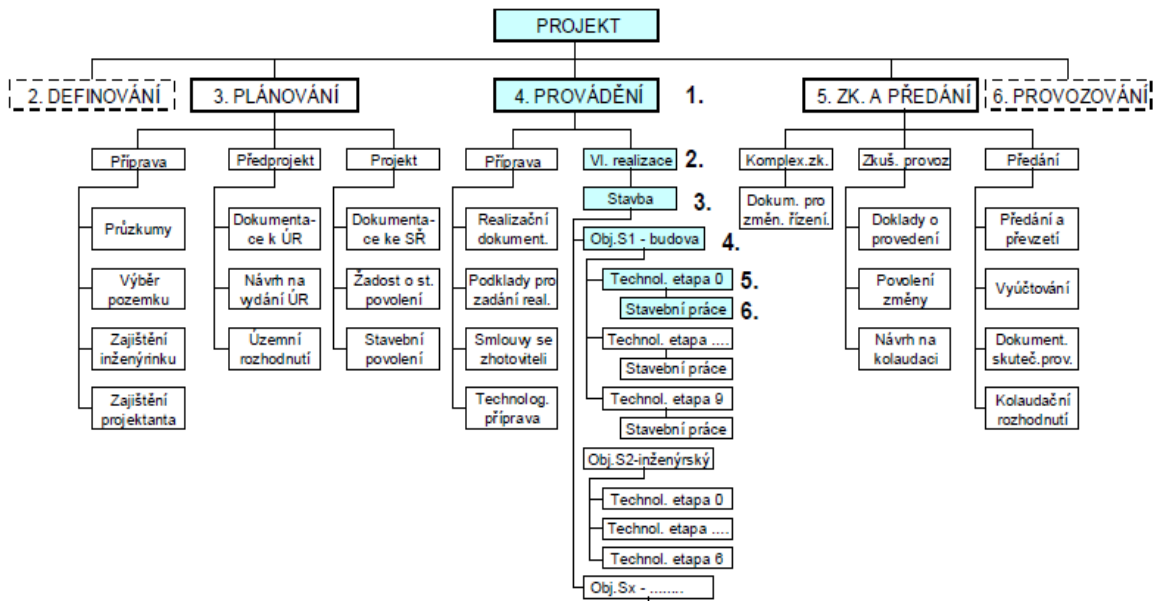 PROJEKT
2. DEFINOVÁNÍ
3. PLÁNOVÁNÍ
4. PROVÁDĚNÍ
1.
5. ZK. A PŘEDÁNÍ
6. PROVOZOVÁNÍ
Příprava
Průzkumy
Výběr
pozemku
Zajištění
inženýrinku
Zajištění
projektanta
Předprojekt
Dokumenta-
ce k ÚR
Návrh na
vydání ÚR
Územní
rozhodnutí
Projekt
Dokumenta-
ce ke SŘ
Žádost o st.
povolení
Stavební
povolení
Příprava
Realizační
dokument.
Podklady pro
zadání real.
Smlouvy se
zhotoviteli
Technolog.
příprava
Vl. realizace
2.
Stavba
3.
Obj.S1 - budova
4.
Technol. etapa 0
5.
Stavební práce
6.
Technol. etapa ....
Stavební práce
Technol. etapa 9
Stavební práce
Obj.S2-inženýrský
Technol. etapa 0
Technol. etapa ....
Technol. etapa 6
Obj.Sx - ........
Komplex.zk.
Dokum. pro
změn. řízení.
Zkuš. provoz
Doklady o
provedení
Povolení
změny
Návrh na
kolaudaci
Předání
Předání a
převzetí
Vyúčtování
Dokument.
skuteč.prov.
Kolaudační
rozhodnutí